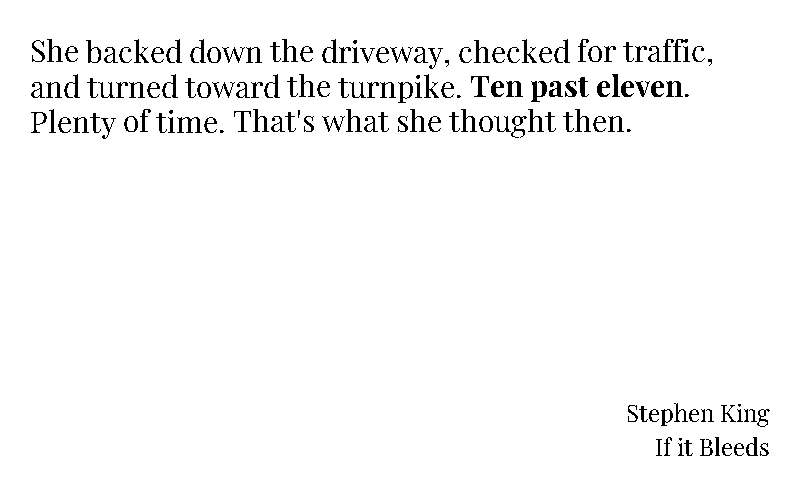 She backed down the driveway, checked for traffic,
and turned toward the turnpike. Ten past eleven.
Plenty of time. That's what she thought then.
Stephen King
If it Bleeds